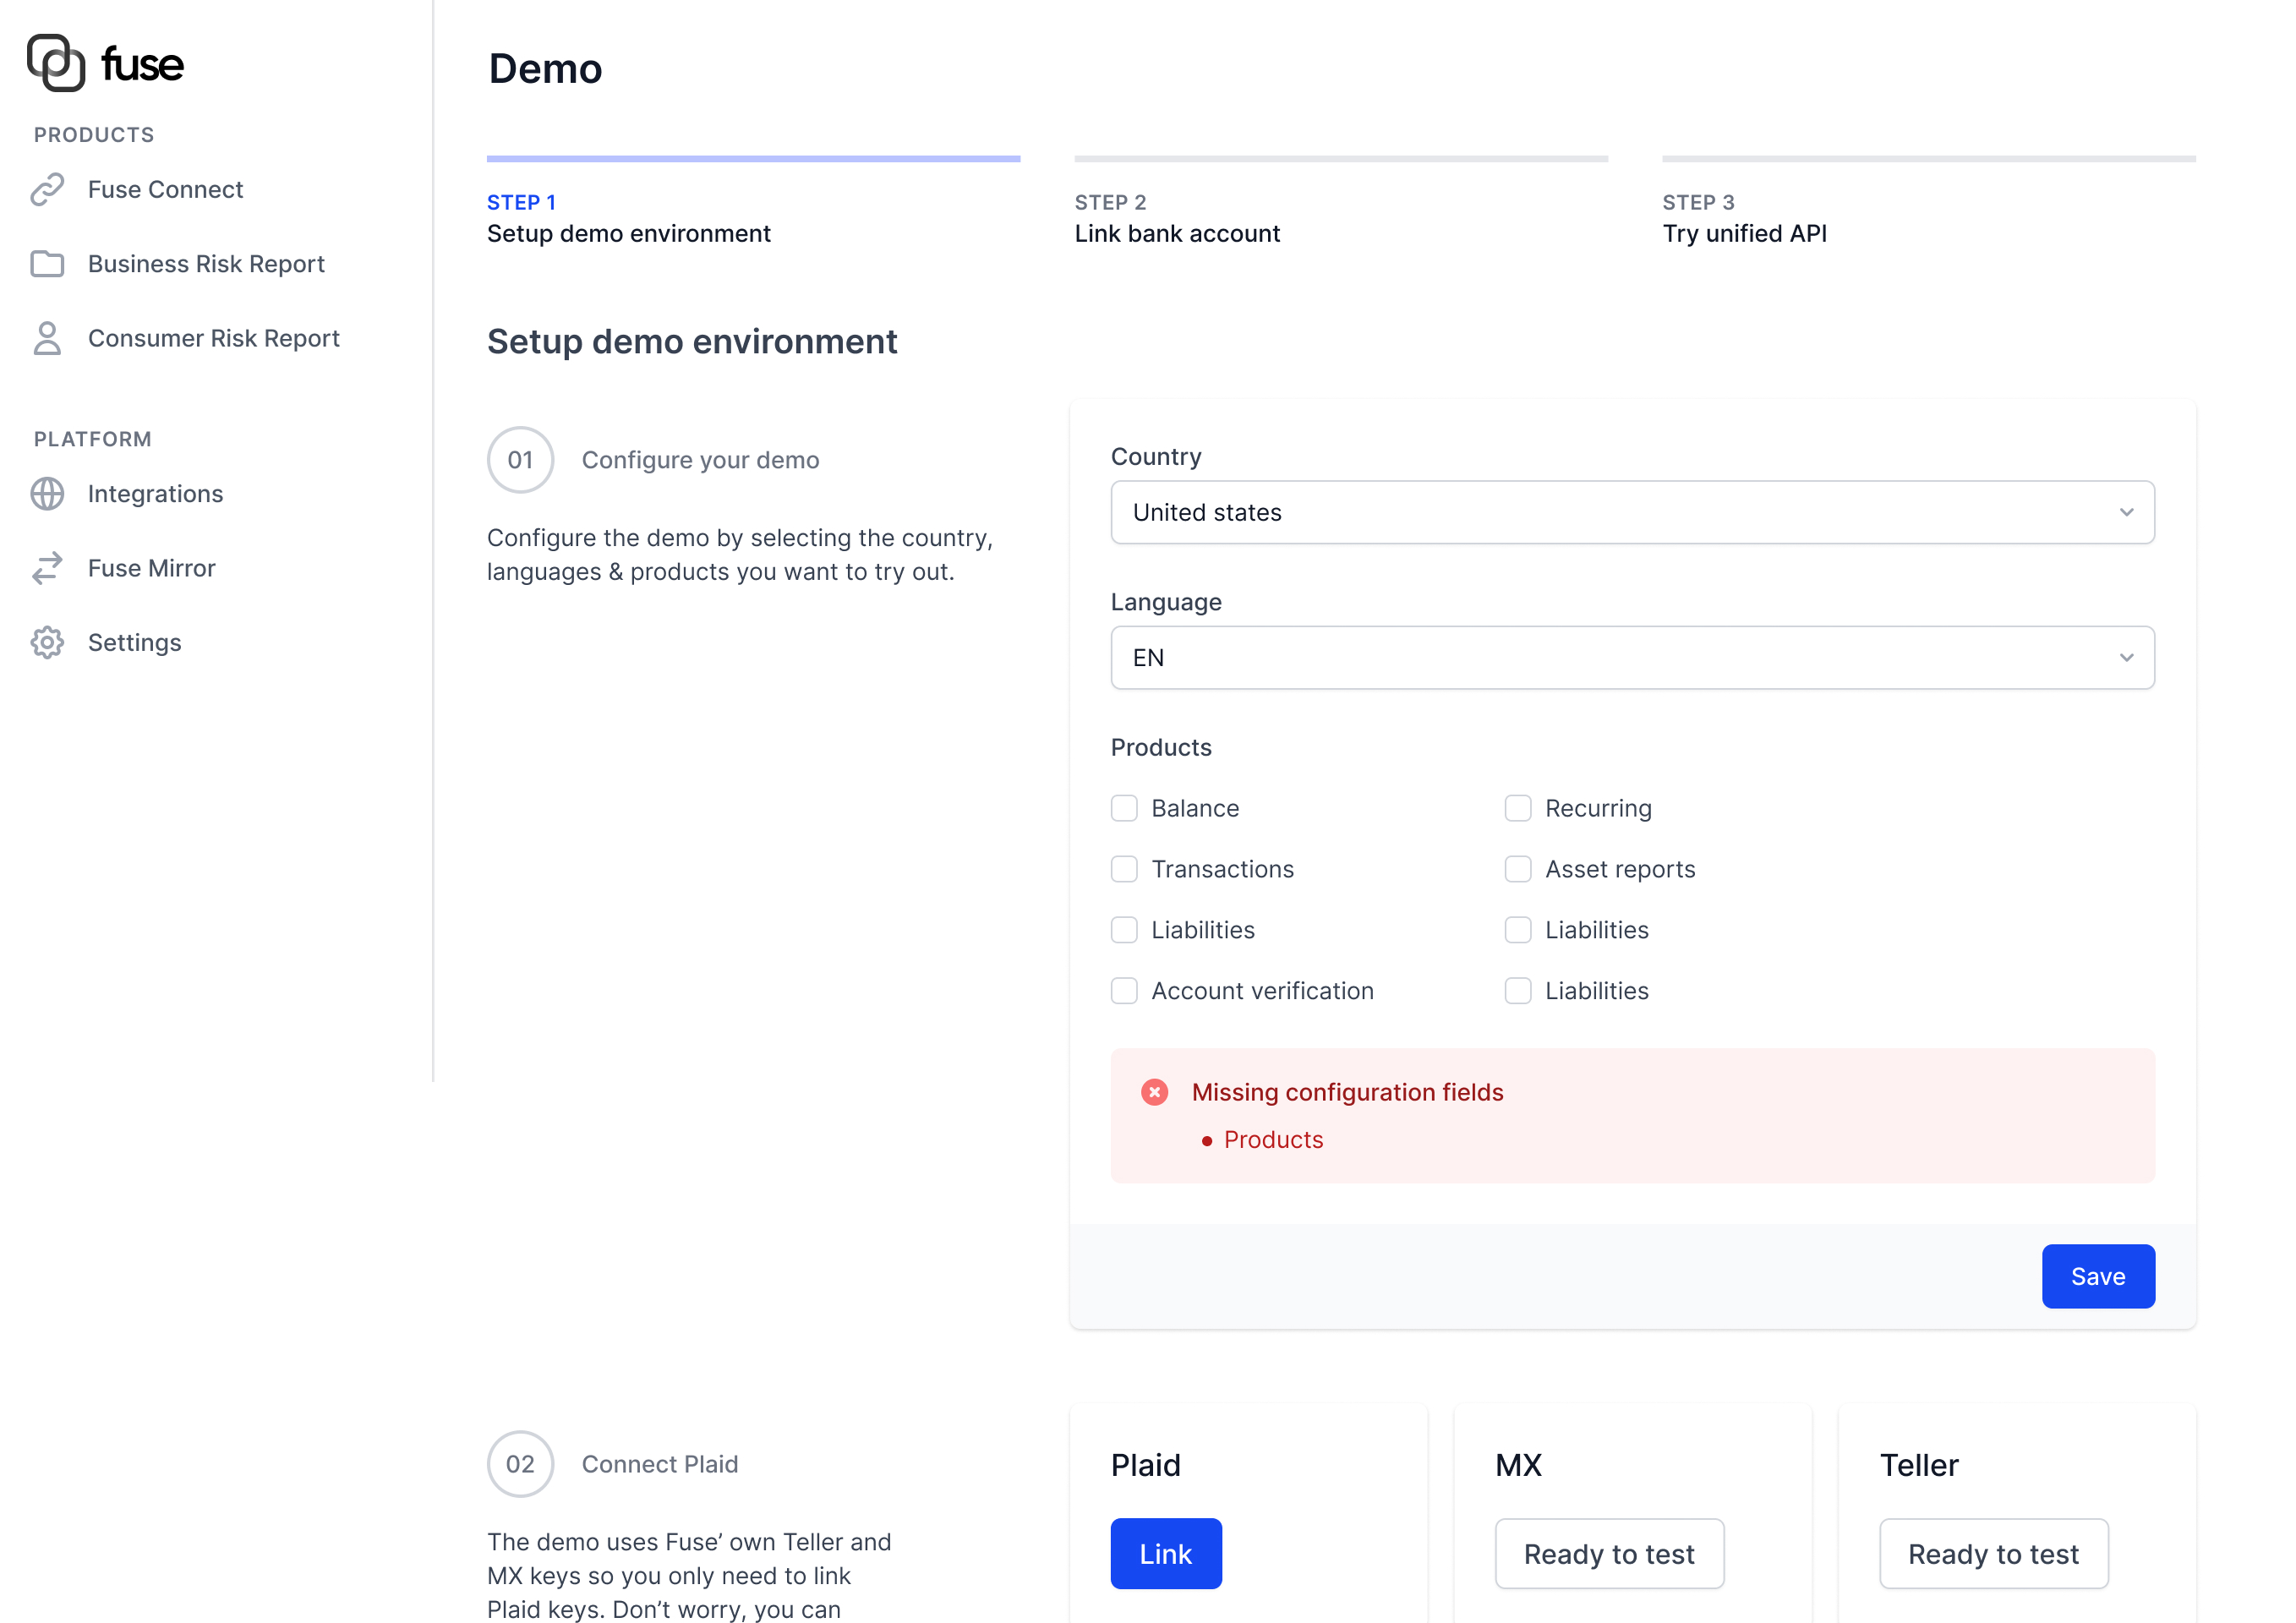 fuse
PRODUCTS
Fuse Connect
Business Risk Report
Consumer Risk Report
PLATFORM
Integrations
Fuse Mirror
Settings
Demo
STEP 1
Setup demo environment
STEP 2
Link bank account
STEP 3
Try unified API
Setup demo environment
01
Configure your demo
Configure the demo by selecting the country,
languages & products you want to try out.
Country
United states
Language
EN
Products
Balance
Recurring
Transactions
Asset reports
Liabilities
Liabilities
Account verification
Liabilities
Missing configuration fields
• Products
Save
02
Connect Plaid
The demo uses Fuse’ own Teller and
MX keys so you only need to link
Plaid keys. Don’t worry, you can
Plaid
Link
MX
Ready to test
Teller
Ready to test